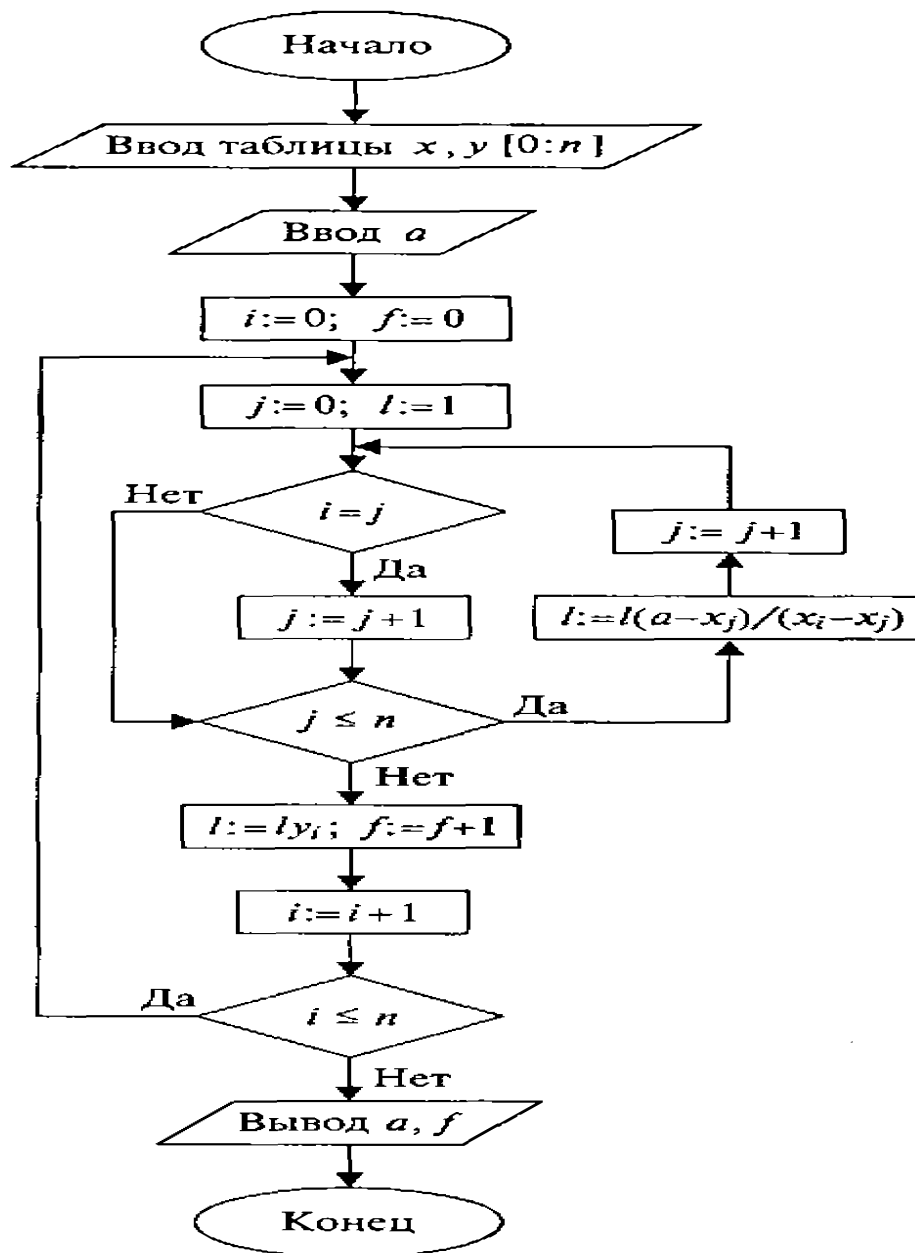 Начало
Ввод таблицы x, y [0:n]
Ввод a
i:=0; f:=0
j:=0; l:=1
Нет
i=j
j:= j+1
Да
j:=j+1
l:=l(a-xj)/(xi-xj)
j ≤ n
Да
Нет
l:=lyi; f:=f+1
i:=i+1
Да
i ≤ n
Нет
Вывод a, f
Конец